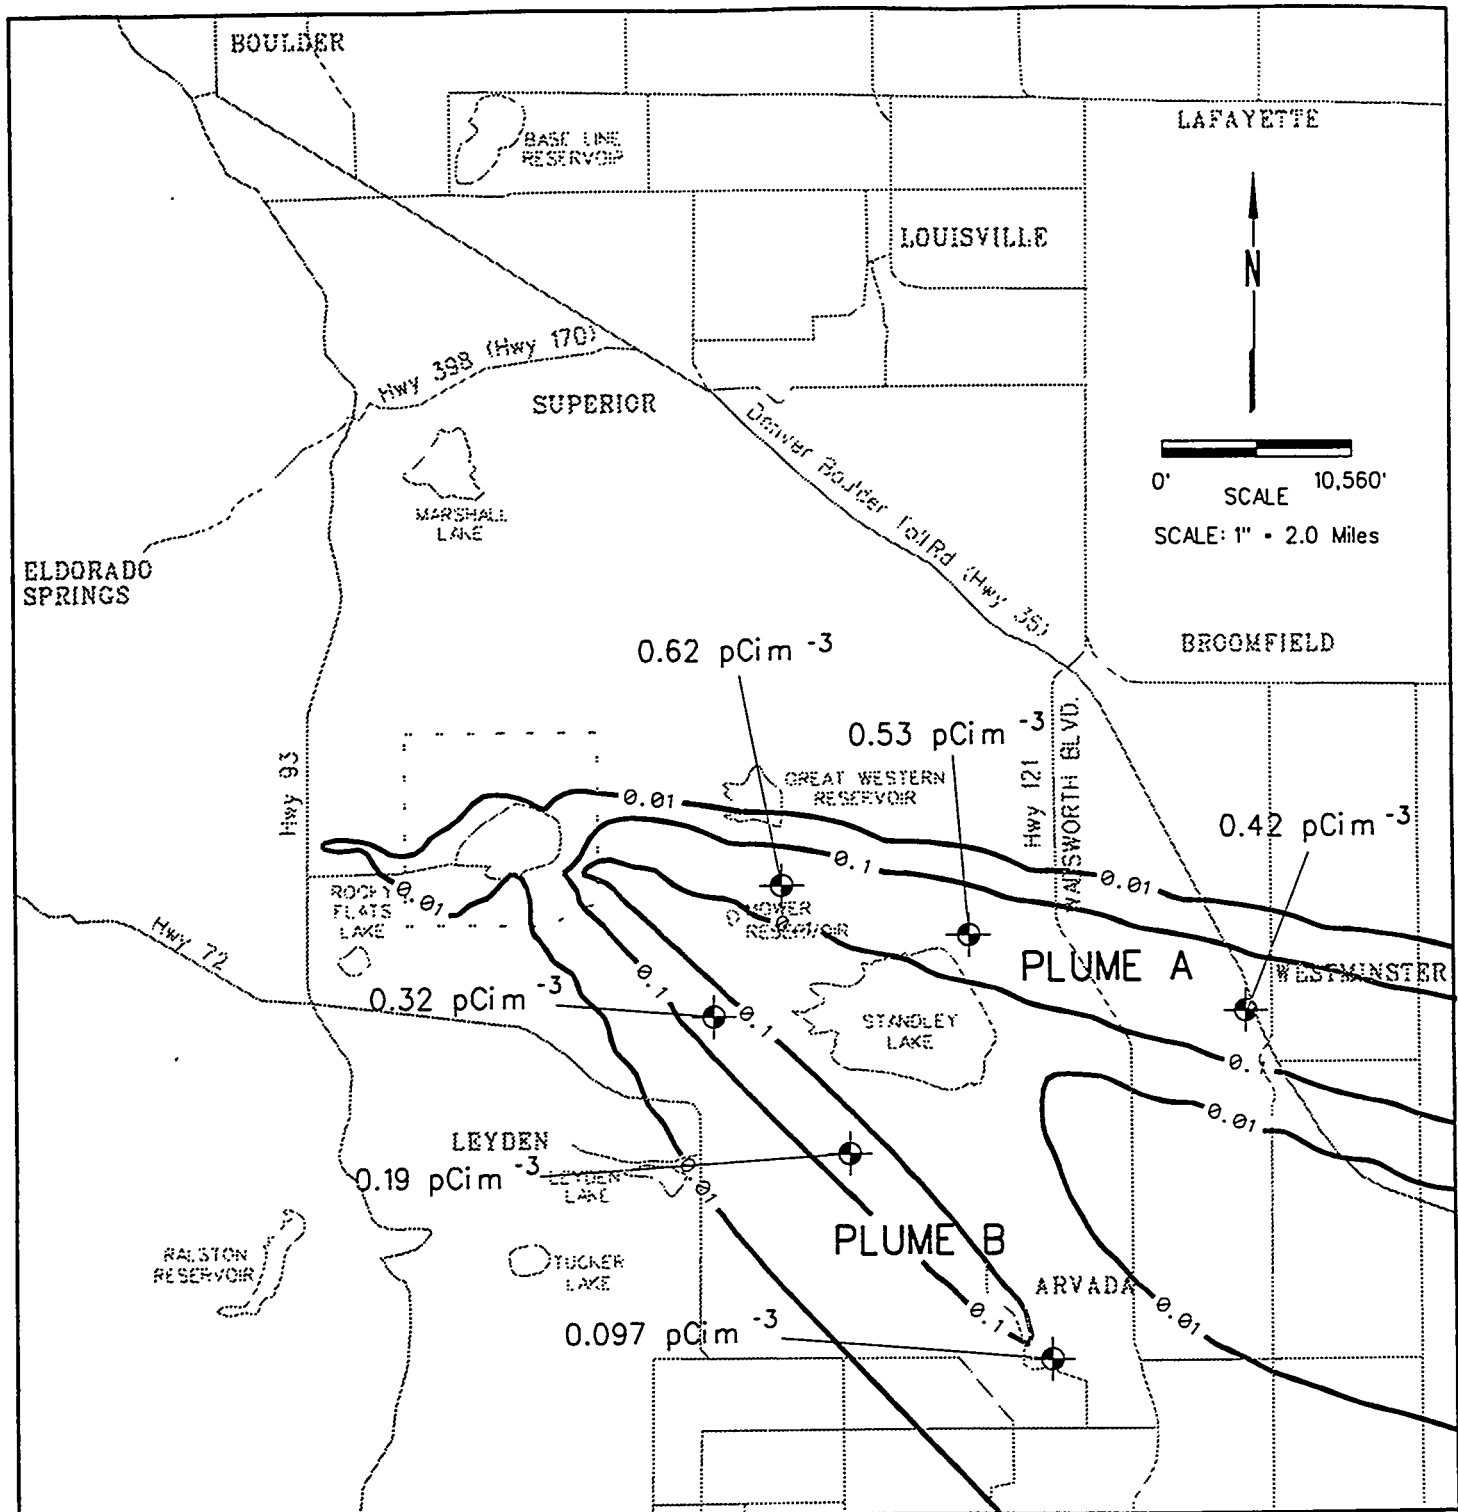 BOULDER
LAFAYETTE
BASE LINE
RESERVOIR
LOUISVILLE
N
Hwy 398 (Hwy 170)
SUPERIOR
Denver Boulder Toll Rd (Hwy 36)
0'
10,560'
SCALE
SCALE: 1" = 2.0 Miles
MARSHALL
LAKE
ELDORADO
SPRINGS
BROOMFIELD
0.62 pCim -3
0.53 pCim -3
Hwy 93
GREAT WESTERN
RESERVOIR
Hwy 121
WADSWORTH BLVD.
0.42 pCim -3
0.01
0.1
0.01
ROCKY
FLATS
LAKE
0.01
MOWER
RESERVOIR
Hwy 72
PLUME A
WESTMINSTER
0.32 pCim -3
0.1
0.1
STANDLEY
LAKE
0.1
0.01
LEYDEN
0.19 pCim -3
LEYDEN
LAKE
0.01
PLUME B
RALSTON
RESERVOIR
TUCKER
LAKE
ARVADA
0.1
0.01
0.097 pCim -3